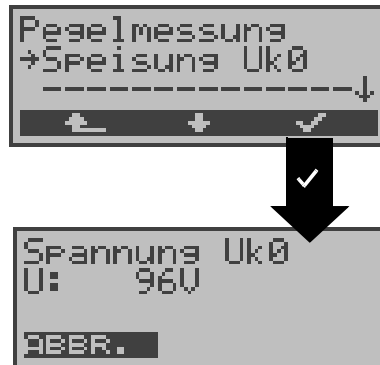 Pegelmessung
→Speisung Uk0
---------------↓
Spannung Uk0
U: 96V
ABBR.